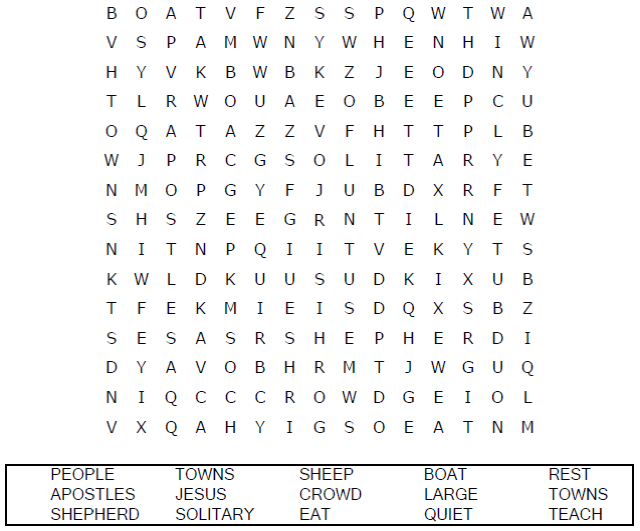 B O A T V F Z S S P Q W T W A
V S P A M W N Y W H E N H I W
H Y V K B W B K Z J E O D N Y
T L R W O U A E O B E E P C U
O Q A T A Z Z V F H T T P L B
W J P R C G S O L I T A R Y E
N M O P G Y F J U B D X R F T
S H S Z E E G R N T I L N E W
N I T N P Q I I T V E K Y T S
K W L D K U U S U D K I X U B
T F E K M I E I S D Q X S B Z
S E S A S R S H E P H E R D I
D Y A V O B H R M T J W G U Q
N I Q C C C R O W D G E I O L
V X Q A H Y I G S O E A T N M
PEOPLE TOWNS SHEEP BOAT REST
APOSTLES JESUS CROWD LARGE TOWNS
SHEPHERD SOLITARY EAT QUIET TEACH